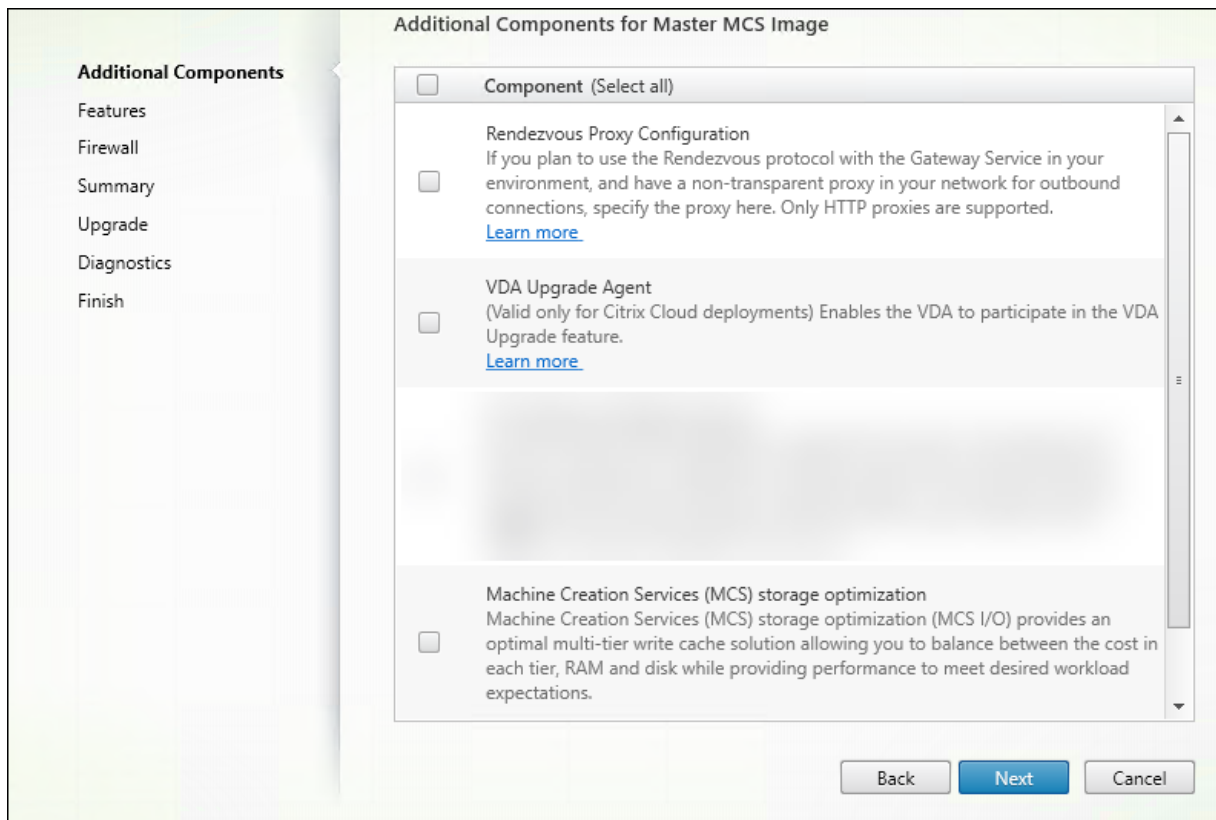 Additional Components for Master MCS Image
Additional Components
Features
Firewall
Summary
Upgrade
Diagnostics
Finish
Component (Select all)
Rendezvous Proxy Configuration
If you plan to use the Rendezvous protocol with the Gateway Service in your
environment, and have a non-transparent proxy in your network for outbound
connections, specify the proxy here. Only HTTP proxies are supported.
Learn more
VDA Upgrade Agent
(Valid only for Citrix Cloud deployments) Enables the VDA to participate in the VDA
Upgrade feature.
Learn more
Machine Creation Services (MCS) storage optimization
Machine Creation Services (MCS) storage optimization (MCS I/O) provides an
optimal multi-tier write cache solution allowing you to balance between the cost in
each tier, RAM and disk while providing performance to meet desired workload
expectations.
Back
Next
Cancel